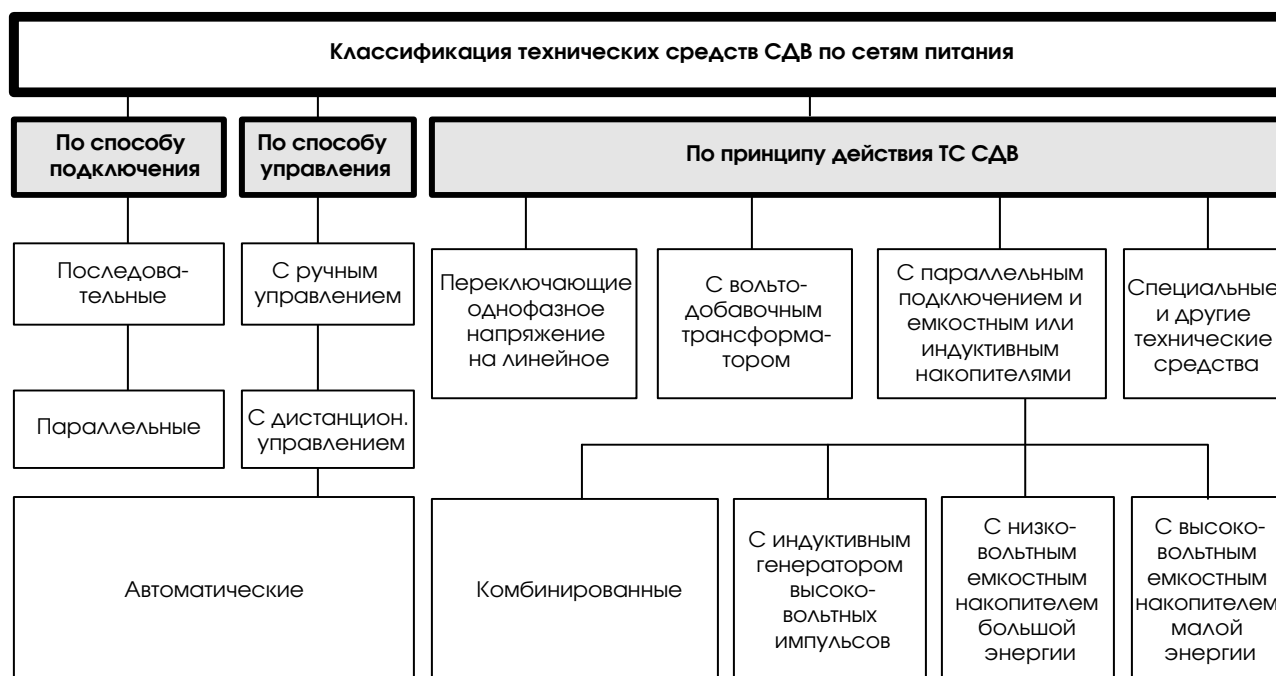 Классификация технических средств СДВ по сетям питания
По способу
подключения
По способу
управления
По принципу действия ТС СДВ
Последова-
тельные
С ручным
управлением
Переключающие
однофазное
напряжение
на линейное
С вольто-
добавочным
трансформа-
тором
С параллельным
подключением и
емкостным или
индуктивным
накопителями
Специальные
и другие
технические
средства
Параллельные
С дистанцион.
управлением
Автоматические
Комбинированные
С индуктивным
генератором
высоко-
вольтных
импульсов
С низко-
вольтным
емкостным
накопителем
большой
энергии
С высоко-
вольтным
емкостным
накопителем
малой
энергии